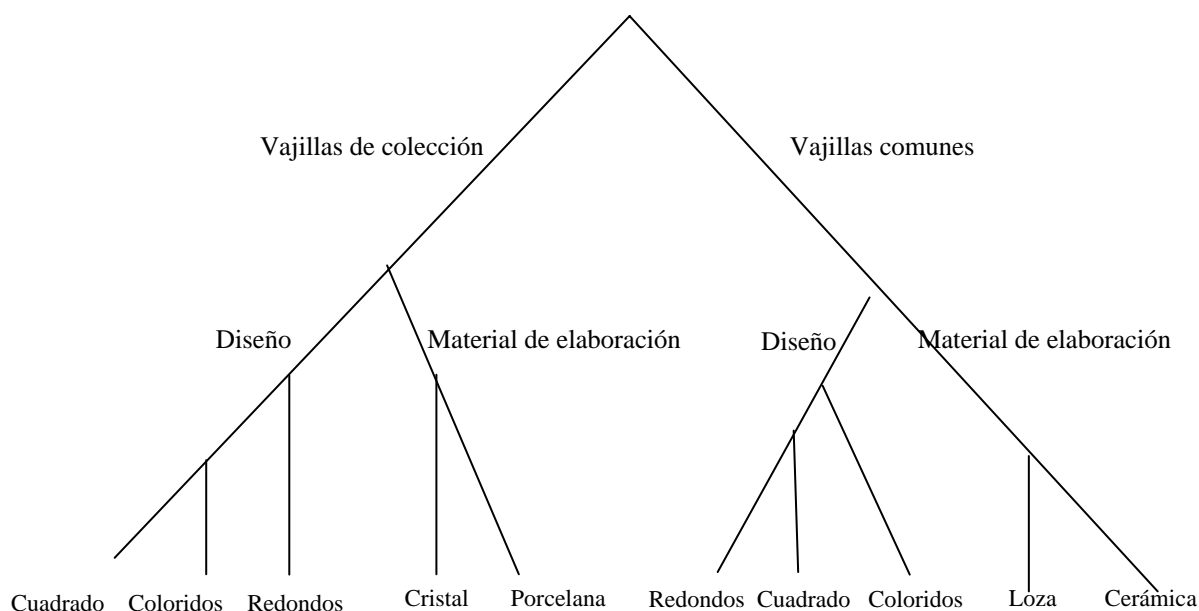 Vajillas de colección
Vajillas comunes
Diseño
Material de elaboración
Diseño
Material de elaboración
Cuadrado
Coloridos
Redondos
Cristal
Porcelana
Redondos
Cuadrado
Coloridos
Loza
Cerámica